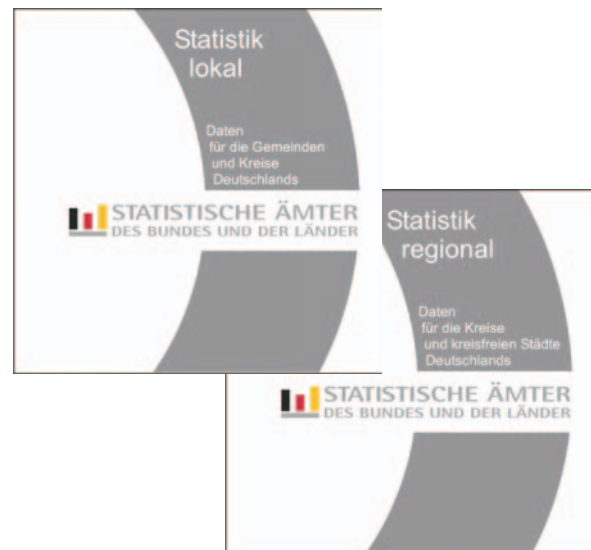 Statistik
lokal
Daten
für die Gemeinden
und Kreise
Deutschlands
STATISTISCHE ÄMTER
DES BUNDES UND DER LÄNDER
Statistik
regional
Daten
für die Kreise
und kreisfreien Städte
Deutschlands
STATISTISCHE ÄMTER
DES BUNDES UND DER LÄNDER